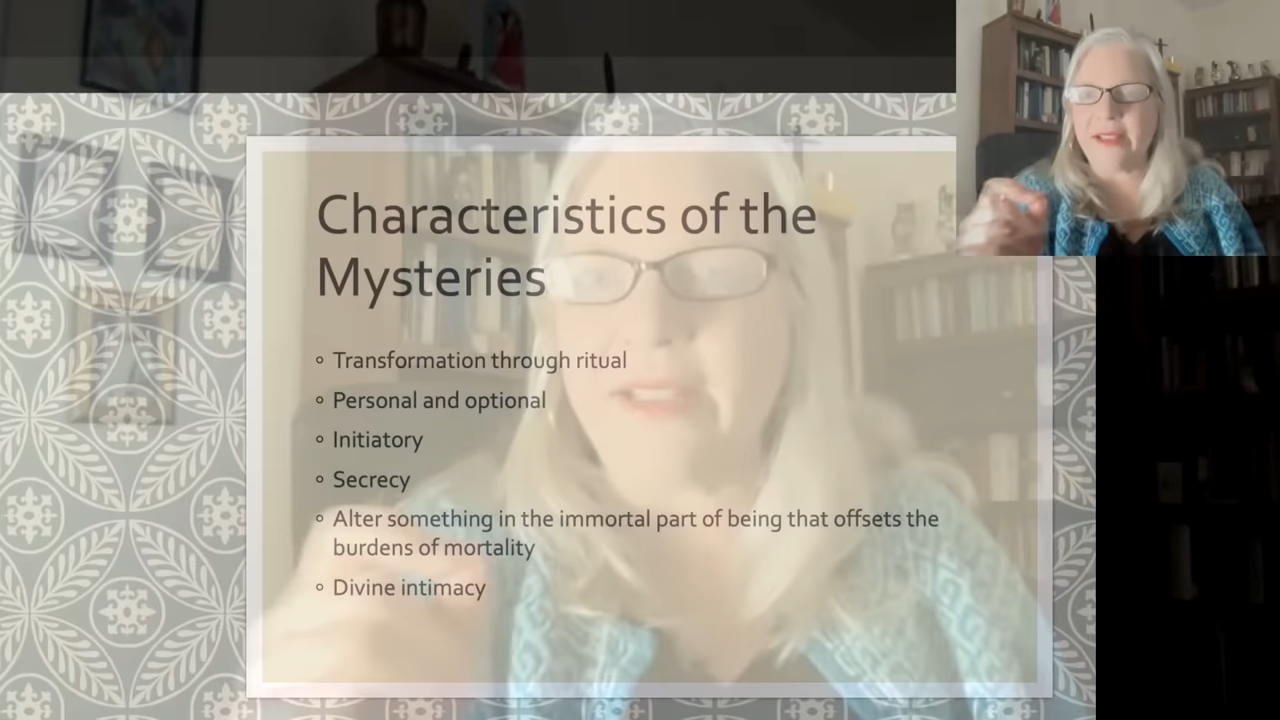 Characteristics of the
Mysteries
Transformation through ritual
Personal and optional
Initiatory
Secrecy
Alter something in the immortal part of being that offsets the
burdens of mortality
Divine intimacy